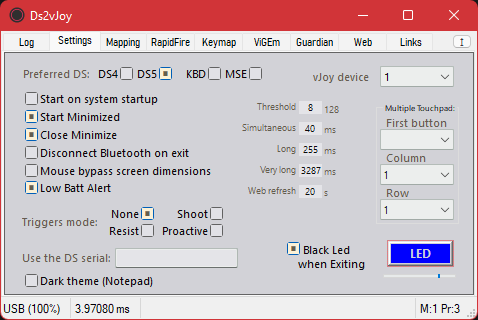 Ds2vJoy
Log Settings Mapping RapidFire Keymap ViGEm Guardian Web Links
Preferred DS: DS4 DS5 KBD MSE
vJoy device 1
Start on system startup
Start Minimized
Close Minimize
Disconnect Bluetooth on exit
Mouse bypass screen dimensions
Low Batt Alert
Threshold 8 128
Simultaneous 40 ms
Long 255 ms
Very long 3287 ms
Web refresh 20 s
Multiple Touchpad:
First button
Column
1
Row
1
Triggers mode: None Shoot
Resist Proactive
Use the DS serial:
Dark theme (Notepad)
Black Led
when Exiting
LED
USB (100%) 3.97080 ms M:1 Pr:3